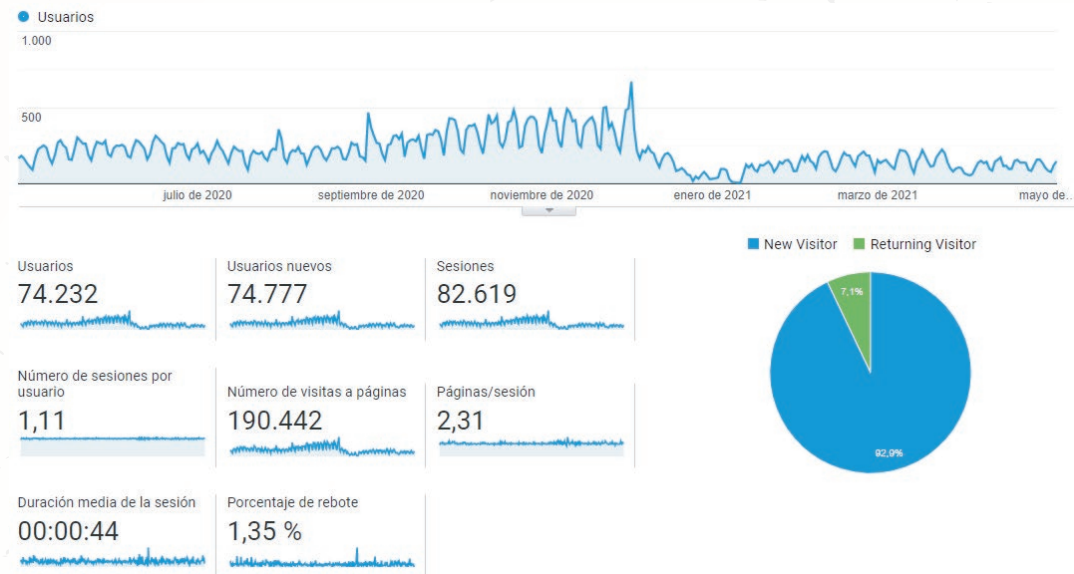 Usuarios
1.000
500
julio de 2020
septiembre de 2020
noviembre de 2020
enero de 2021
marzo de 2021
mayo de...
New Visitor
Returning Visitor
Usuarios
74.232
Usuarios nuevos
74.777
Sesiones
82.619
Número de sesiones por
usuario
1,11
Número de visitas a páginas
190.442
Páginas/sesión
2,31
Duración media de la sesión
00:00:44
Porcentaje de rebote
1,35 %
7,1%
92,9%